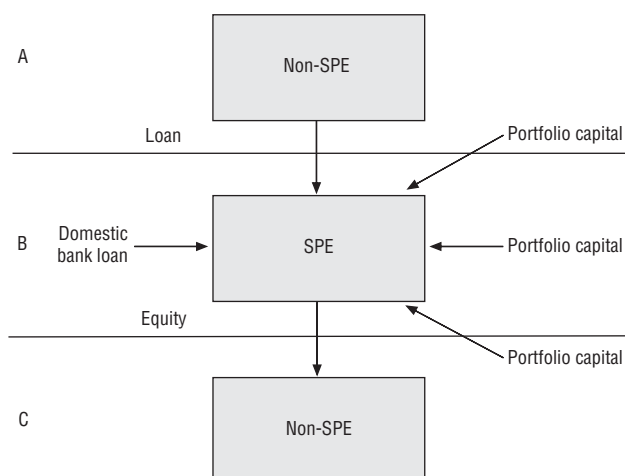 A
Non-SPE
Loan
Portfolio capital
B
Domestic
bank loan
SPE
Portfolio capital
Equity
Portfolio capital
C
Non-SPE